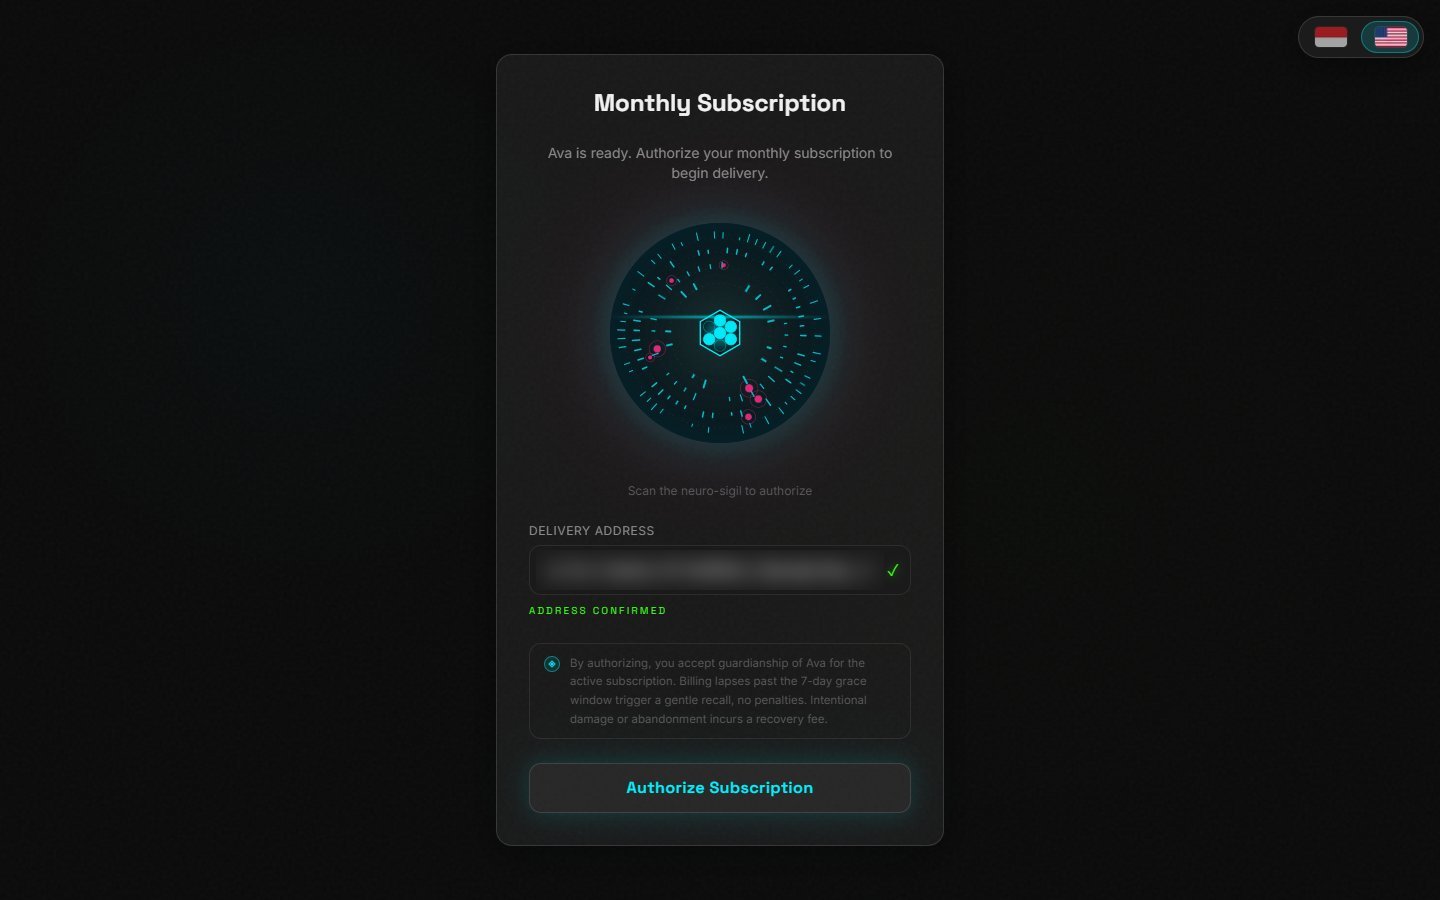 Monthly Subscription
Ava is ready. Authorize your monthly subscription to
begin delivery.
Scan the neuro-sigil to authorize
DELIVERY ADDRESS
ADDRESS CONFIRMED
By authorizing, you accept guardianship of Ava for the
active subscription. Billing lapses past the 7-day grace
window trigger a gentle recall, no penalties. Intentional
damage or abandonment incurs a recovery fee.
Authorize Subscription